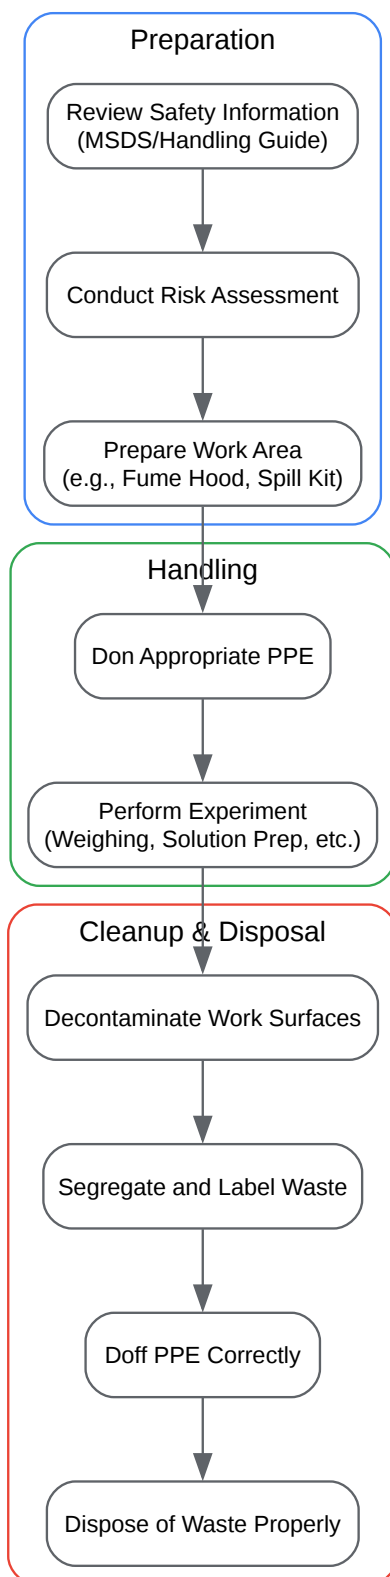 Preparation
Review Safety Information
(MSDS/Handling Guide)
Conduct Risk Assessment
Prepare Work Area
(e.g., Fume Hood, Spill Kit)
Handling
Don Appropriate PPE
Perform Experiment
(Weighing, Solution Prep, etc.)
Cleanup & Disposal
Decontaminate Work Surfaces
Segregate and Label Waste
Doff PPE Correctly
Dispose of Waste Properly